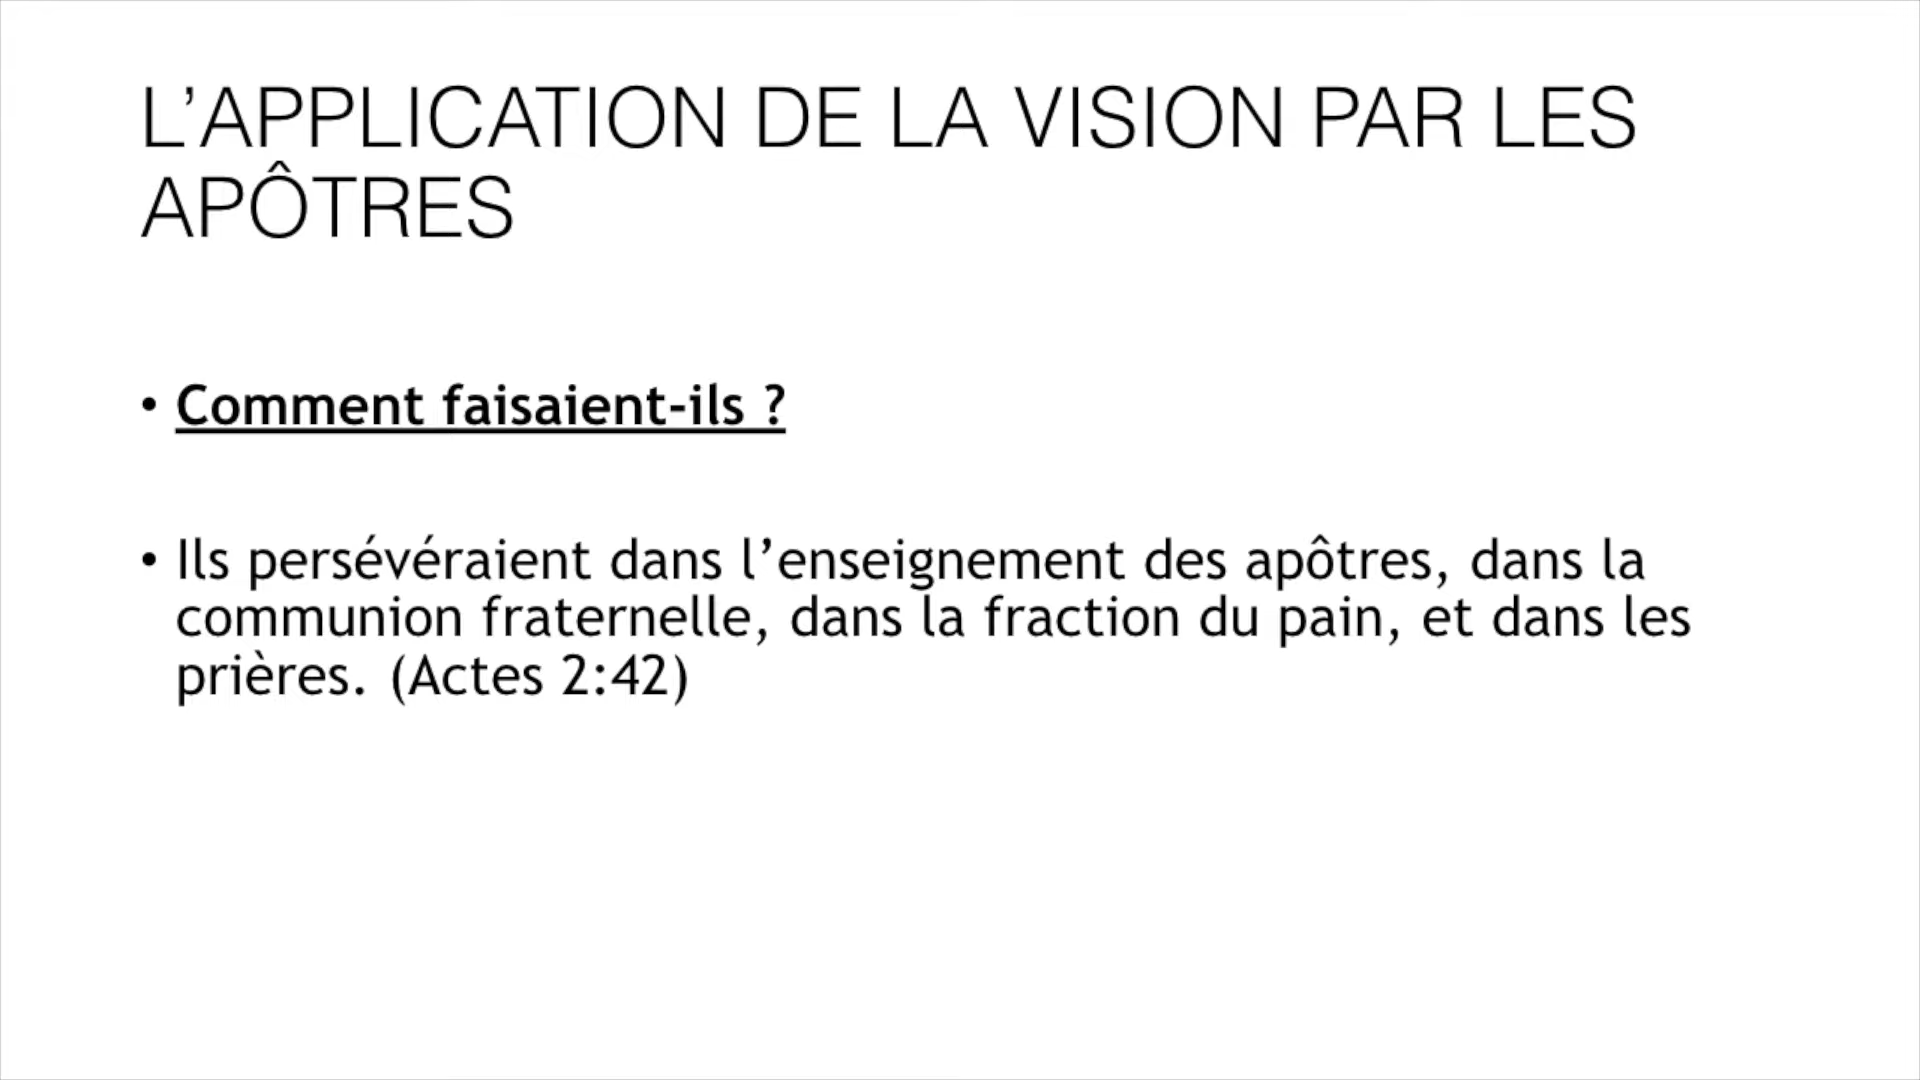 L’APPLICATION DE LA VISION PAR LES
APÔTRES
• Comment faisaient-ils ?
• Ils persévéraient dans l’enseignement des apôtres, dans la
communion fraternelle, dans la fraction du pain, et dans les
prières. (Actes 2:42)